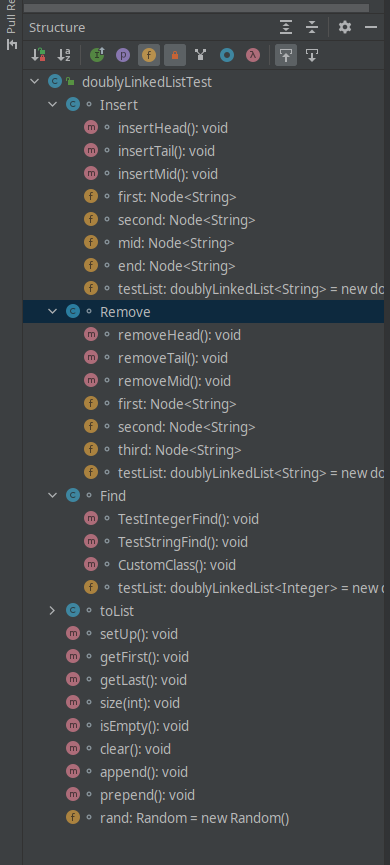 Pull Re
Structure
doublyLinkedListTest
Insert
insertHead(): void
insertTail(): void
insertMid(): void
first: Node<String>
second: Node<String>
mid: Node<String>
end: Node<String>
testList: doublyLinkedList<String> = new do
Remove
removeHead(): void
removeTail(): void
removeMid(): void
first: Node<String>
second: Node<String>
third: Node<String>
testList: doublyLinkedList<String> = new do
Find
TestIntegerFind(): void
TestStringFind(): void
CustomClass(): void
testList: doublyLinkedList<Integer> = new d
toList
setUp(): void
getFirst(): void
getLast(): void
size(int): void
isEmpty(): void
clear(): void
append(): void
prepend(): void
rand: Random = new Random()